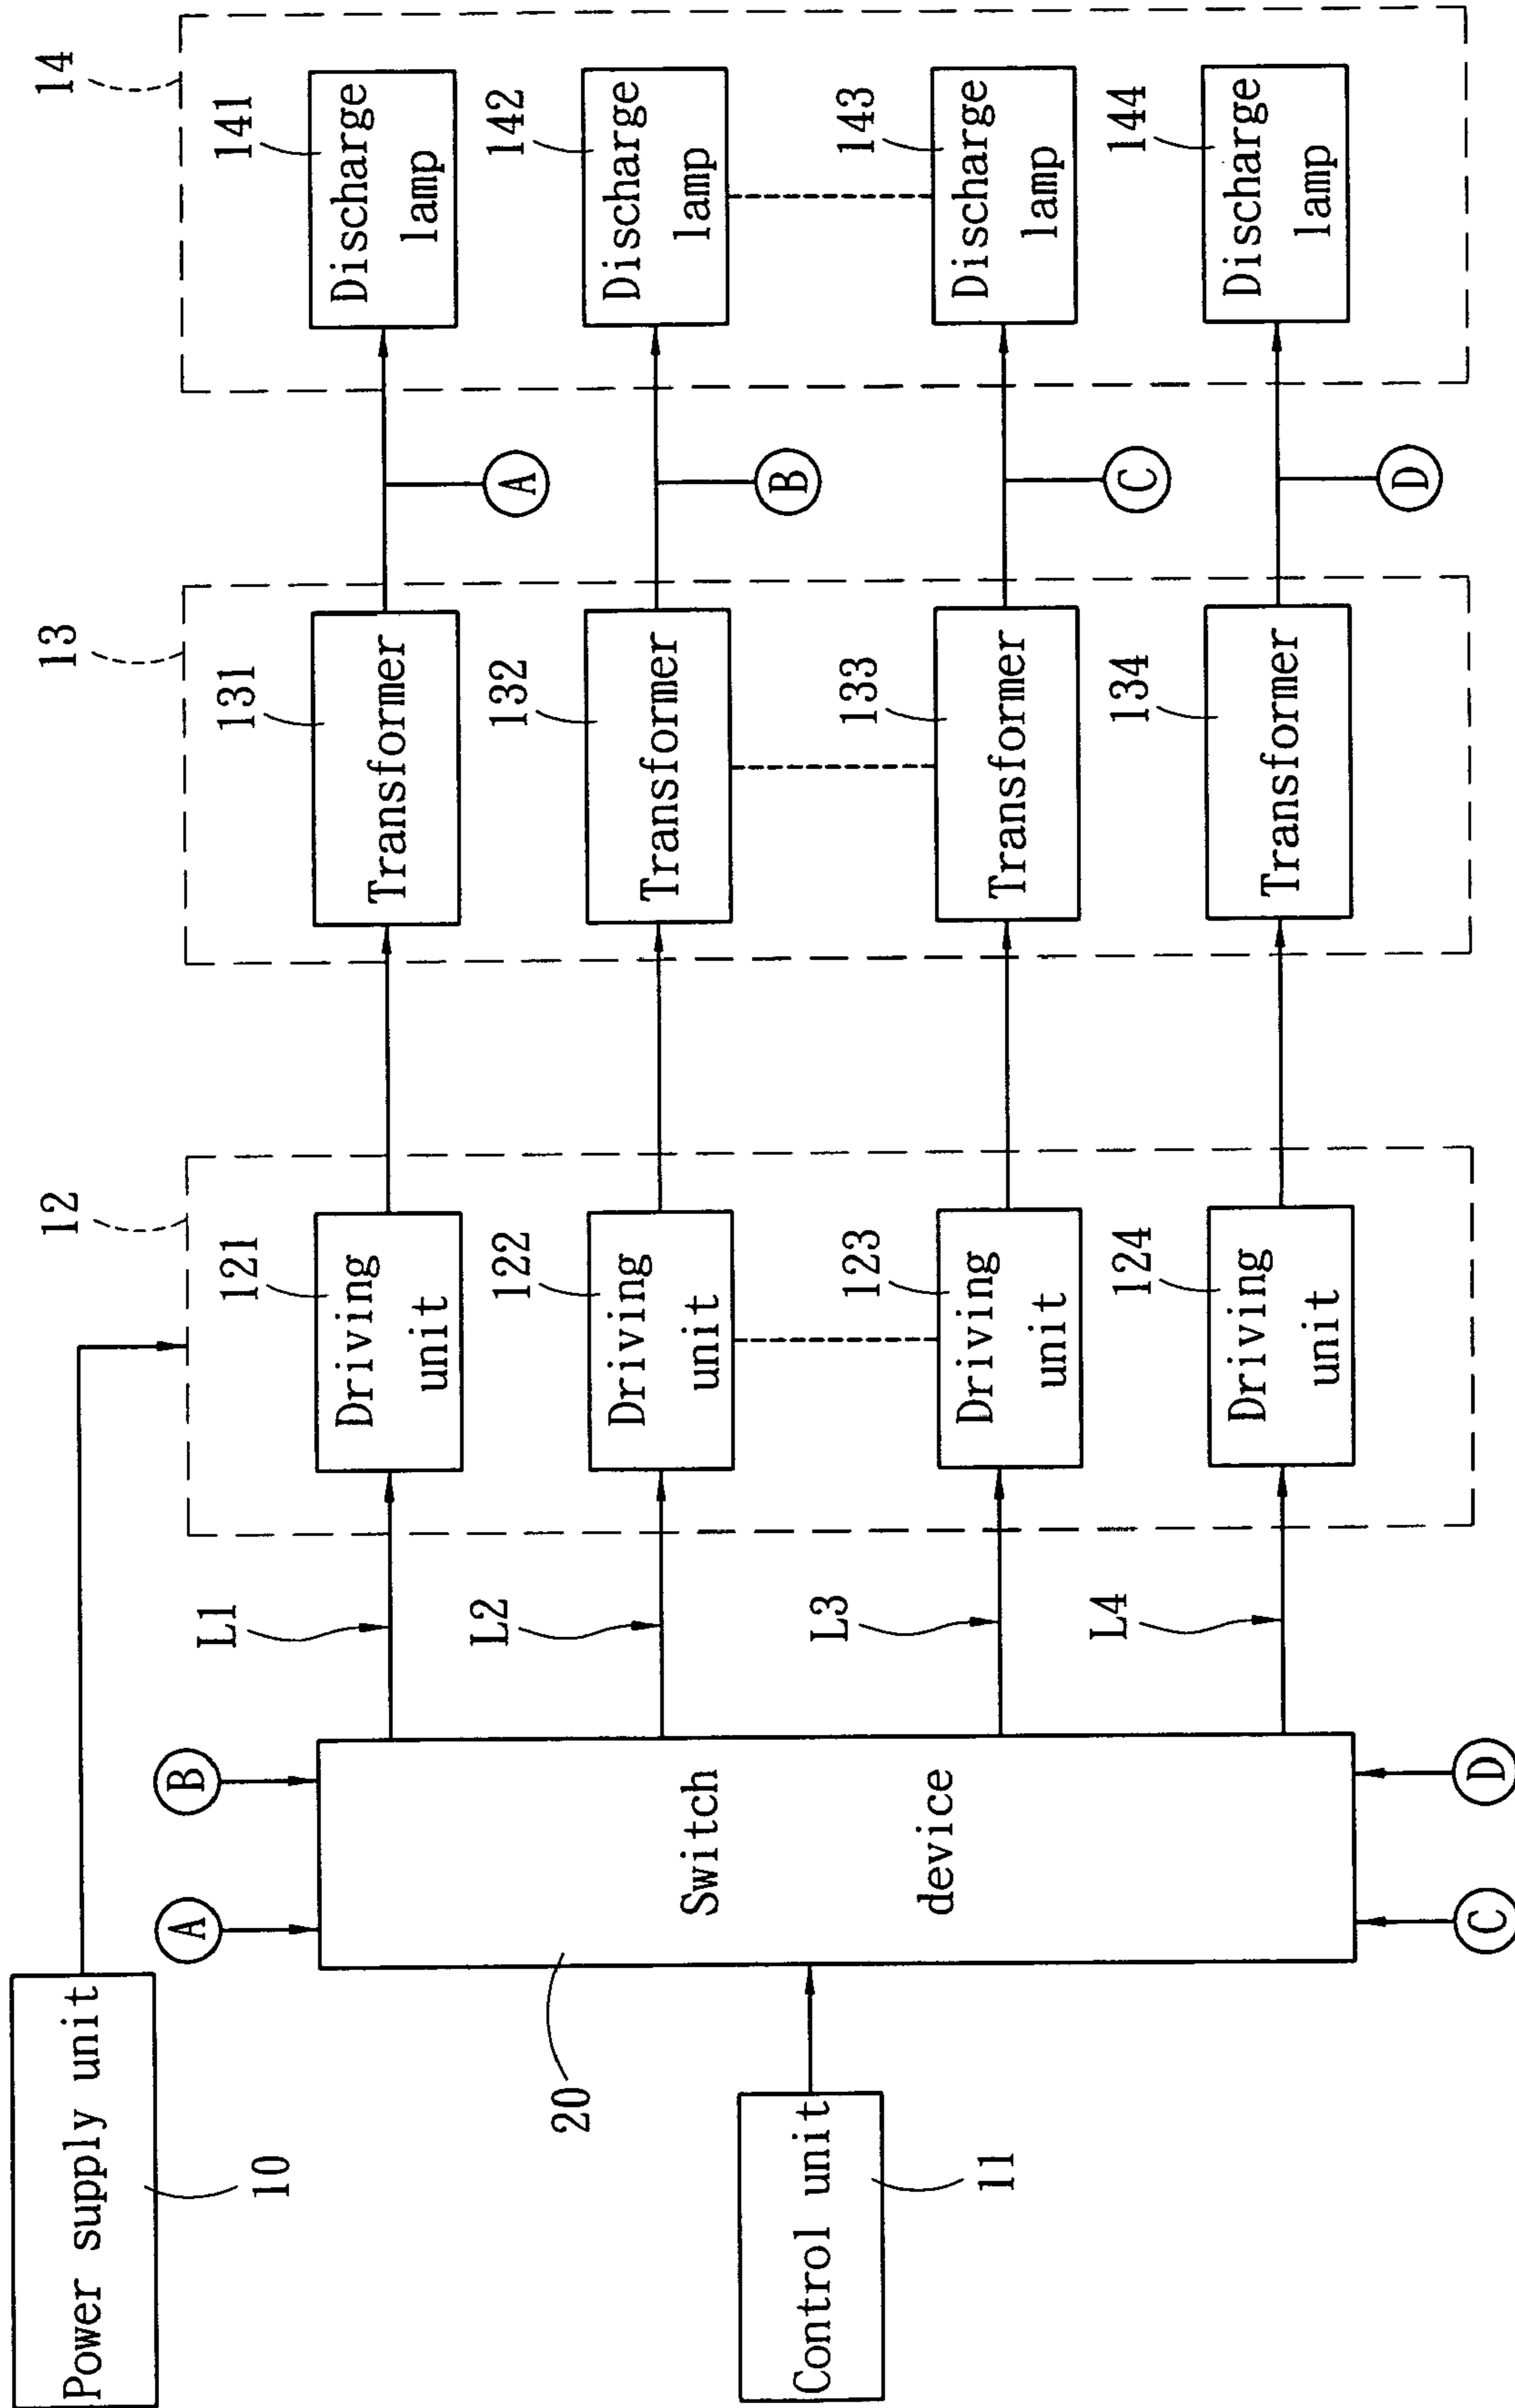 Power supply unit
10
Control unit
11
20
Switch
device
A
B
C
D
L1
L2
L3
L4
12
121
Driving
unit
122
Driving
unit
123
Driving
unit
124
Driving
unit
13
131
Transformer
132
Transformer
133
Transformer
134
Transformer
A
B
C
D
14
141
Discharge
lamp
142
Discharge
lamp
143
Discharge
lamp
144
Discharge
lamp